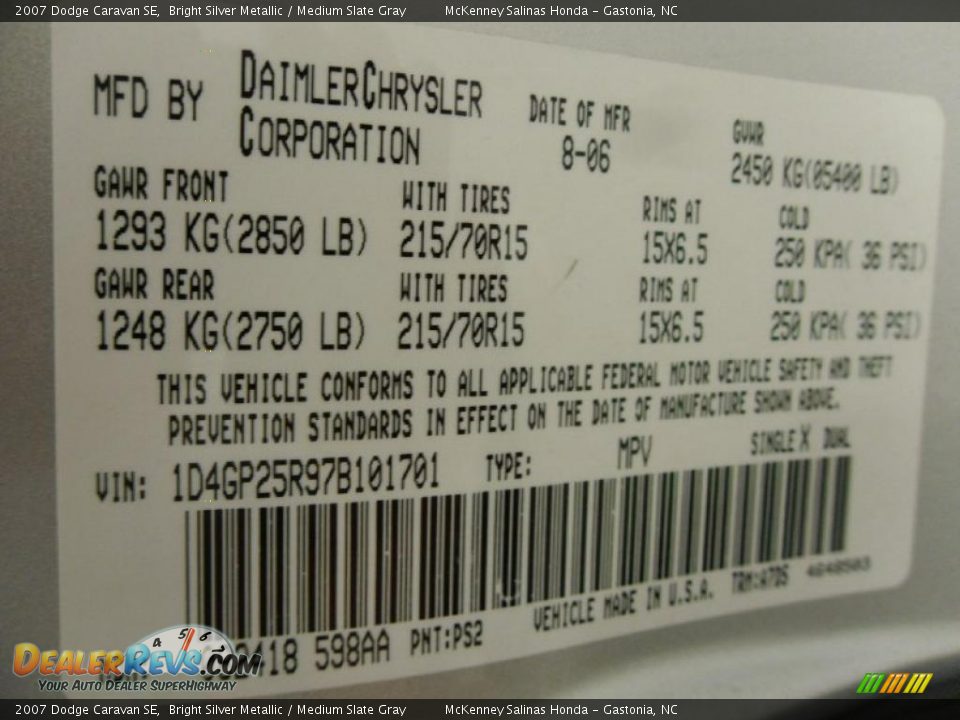 2007 Dodge Caravan SE, Bright Silver Metallic / Medium Slate Gray McKenney Salinas Honda - Gastonia, NC
MFD BY DAIMLERCHRYSLER CORPORATION DATE OF MFR 8-06 GVWR 2450 KG(05400 LB)
GAWR FRONT WITH TIRES RIMS AT COLD
1293 KG(2850 LB) 215/70R15 15X6.5 250 KPA( 36 PSI)
GAWR REAR WITH TIRES RIMS AT COLD
1248 KG(2750 LB) 215/70R15 15X6.5 250 KPA( 36 PSI)
THIS VEHICLE CONFORMS TO ALL APPLICABLE FEDERAL MOTOR VEHICLE SAFETY AND THEFT
PREVENTION STANDARDS IN EFFECT ON THE DATE OF MANUFACTURE SHOWN ABOVE.
VIN: 1D4GP25R97B101701 TYPE: MPV SINGLE X DUAL
VEHICLE MADE IN U.S.A. TRM:A7D5
598AA PNT:PS2
4 5 6
DEALERREVS.COM
YOUR AUTO DEALER SUPERHIGHWAY
2007 Dodge Caravan SE, Bright Silver Metallic / Medium Slate Gray McKenney Salinas Honda - Gastonia, NC